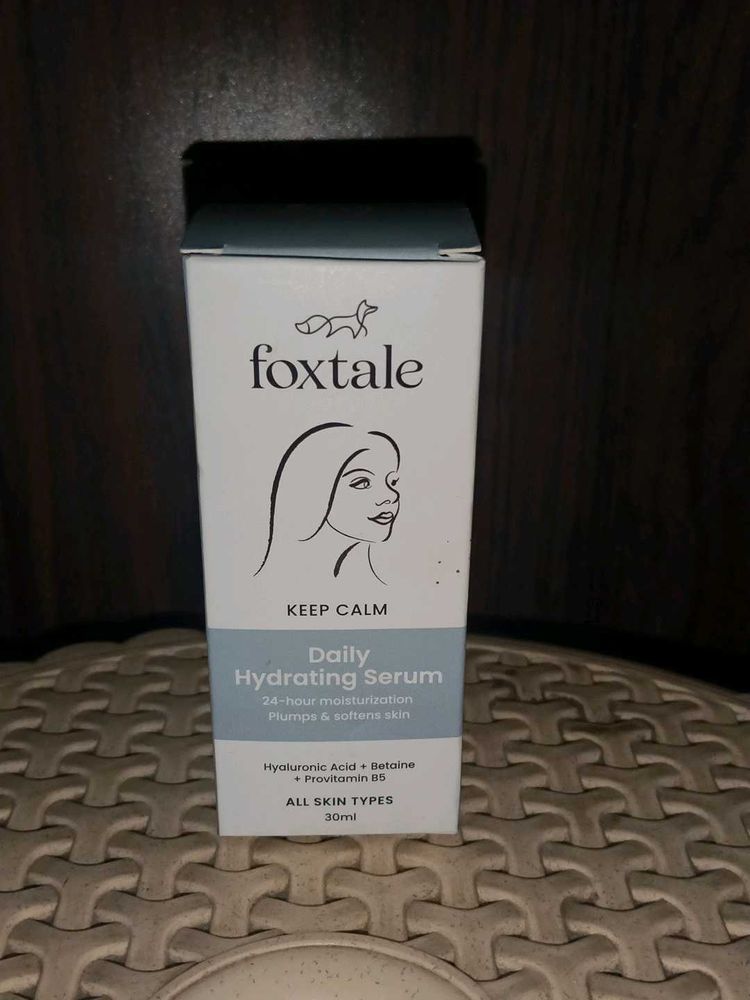 foxtale
KEEP CALM
Daily
Hydrating Serum
24-hour moisturization
Plumps & softens skin
Hyaluronic Acid + Betaine
+ Provitamin B5
ALL SKIN TYPES
30ml